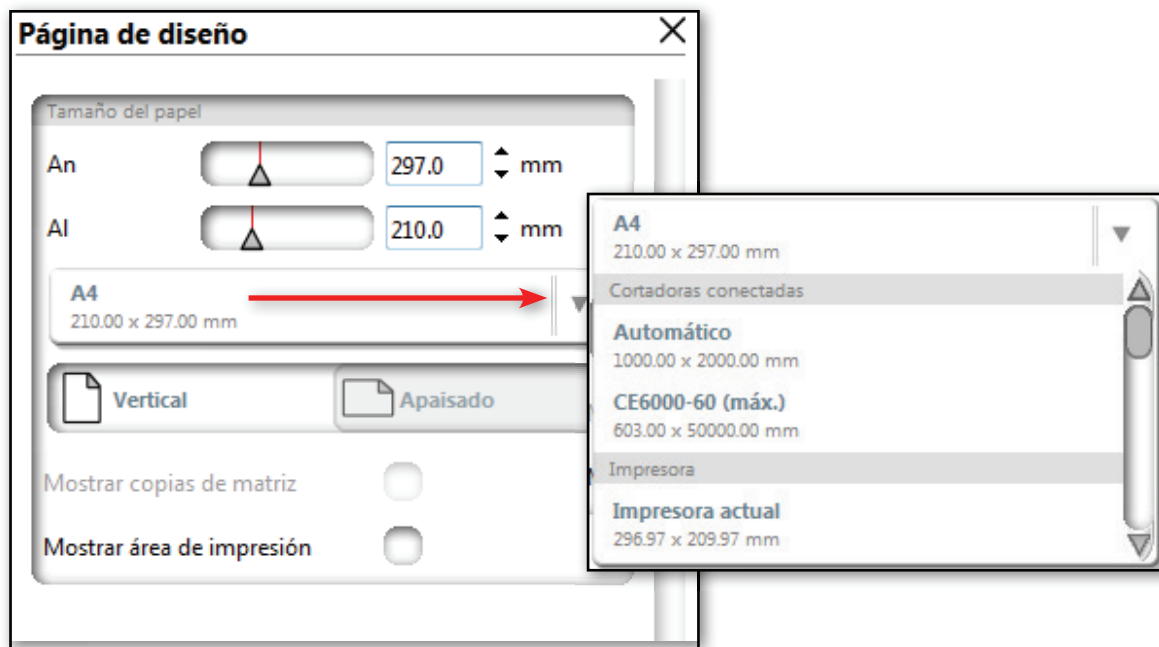 Página de diseño
Tamaño del papel
An 297.0 mm
Al 210.0 mm
A4
210.00 x 297.00 mm
Vertical Apaisado
Mostrar copias de matriz
Mostrar área de impresión
A4
210.00 x 297.00 mm
Cortadoras conectadas
Automático
1000.00 x 2000.00 mm
CE6000-60 (máx.)
603.00 x 50000.00 mm
Impresora
Impresora actual
296.97 x 209.97 mm